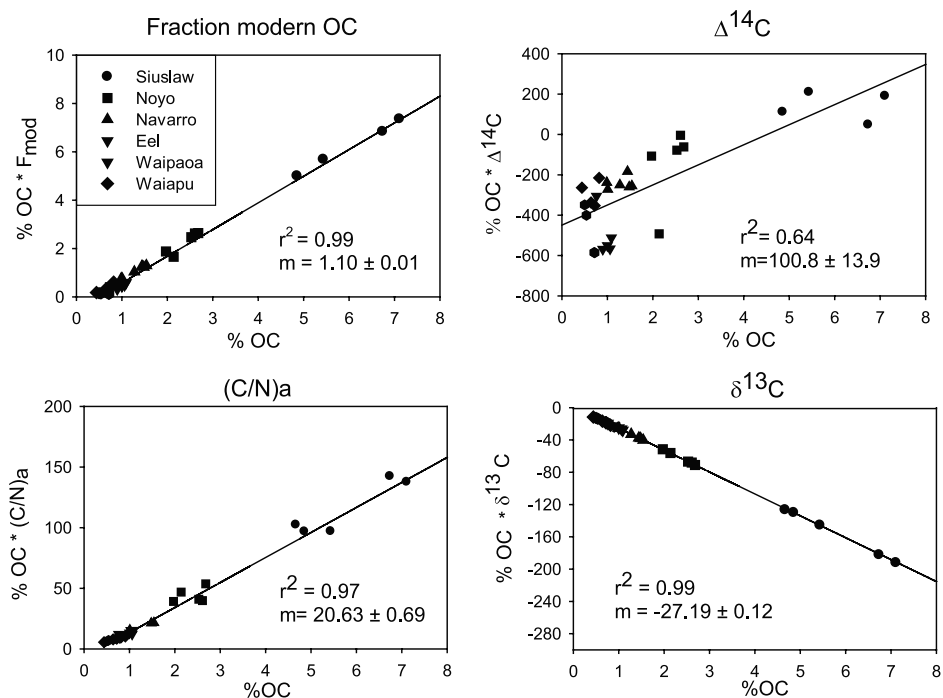 Fraction modern OC
8
6
4
2
0
% OC * Fmod
Siuslaw
Noyo
Navarro
Eel
Waipaoa
Waiapu
r² = 0.99
m = 1.10 ± 0.01
0 1 2 3 4 5 6 7 8
% OC
Δ¹⁴C
200
0
-200
-400
-600
-800
% OC * Δ¹⁴C
r² = 0.64
m=100.8 ± 13.9
0 1 2 3 4 5 6 7 8
% OC
(C/N)a
200
150
100
50
0
% OC * (C/N)a
r² = 0.97
m= 20.63 ± 0.69
0 1 2 3 4 5 6 7 8
%OC
δ¹³C
0
-40
-80
-120
-160
-200
-240
-280
% OC * δ¹³C
r² = 0.99
m = -27.19 ± 0.12
0 1 2 3 4 5 6 7 8
%OC